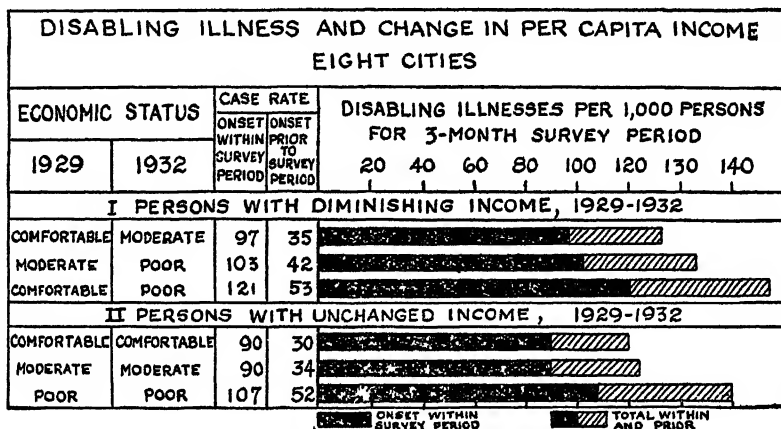 DISABLING ILLNESS AND CHANGE IN PER CAPITA INCOME
EIGHT CITIES
ECONOMIC STATUS
1929 1932
CASE RATE
ONSET WITHIN SURVEY PERIOD
ONSET PRIOR TO SURVEY PERIOD
DISABLING ILLNESSES PER 1,000 PERSONS
FOR 3-MONTH SURVEY PERIOD
20 40 60 80 100 120 130 140
I PERSONS WITH DIMINISHING INCOME, 1929-1932
COMFORTABLE MODERATE 97 35
MODERATE POOR 103 42
COMFORTABLE POOR 121 53
II PERSONS WITH UNCHANGED INCOME, 1929-1932
COMFORTABLE COMFORTABLE 90 30
MODERATE MODERATE 90 34
POOR POOR 107 52
ONSET WITHIN
SURVEY PERIOD
TOTAL WITHIN
AND PRIOR